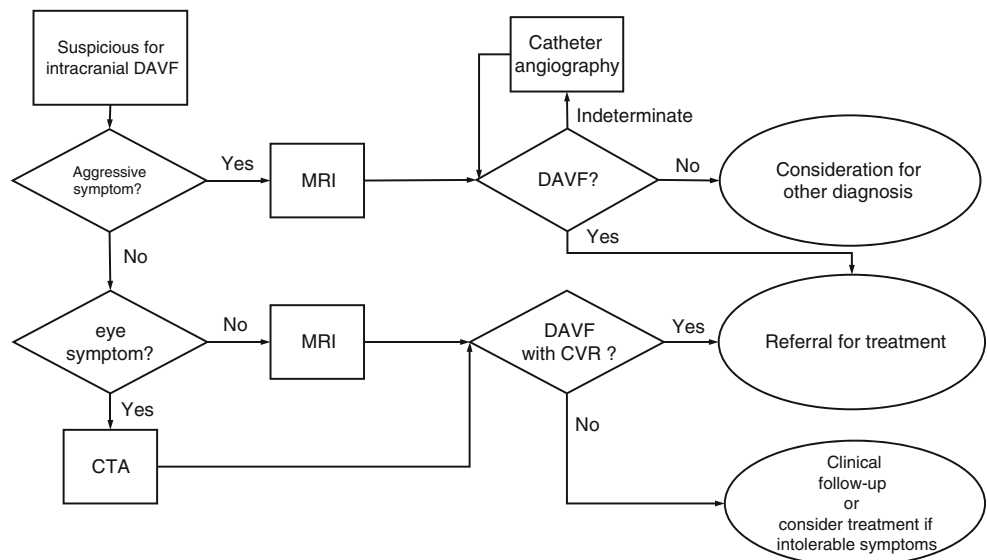 Suspicious for
intracranial DAVF
Catheter
angiography
Indeterminate
Aggressive
symptom?
Yes
MRI
DAVF?
No
Consideration for
other diagnosis
Yes
No
eye
symptom?
No
MRI
DAVF
with CVR ?
Yes
Referral for treatment
Yes
No
CTA
Clinical
follow-up
or
consider treatment if
intolerable symptoms